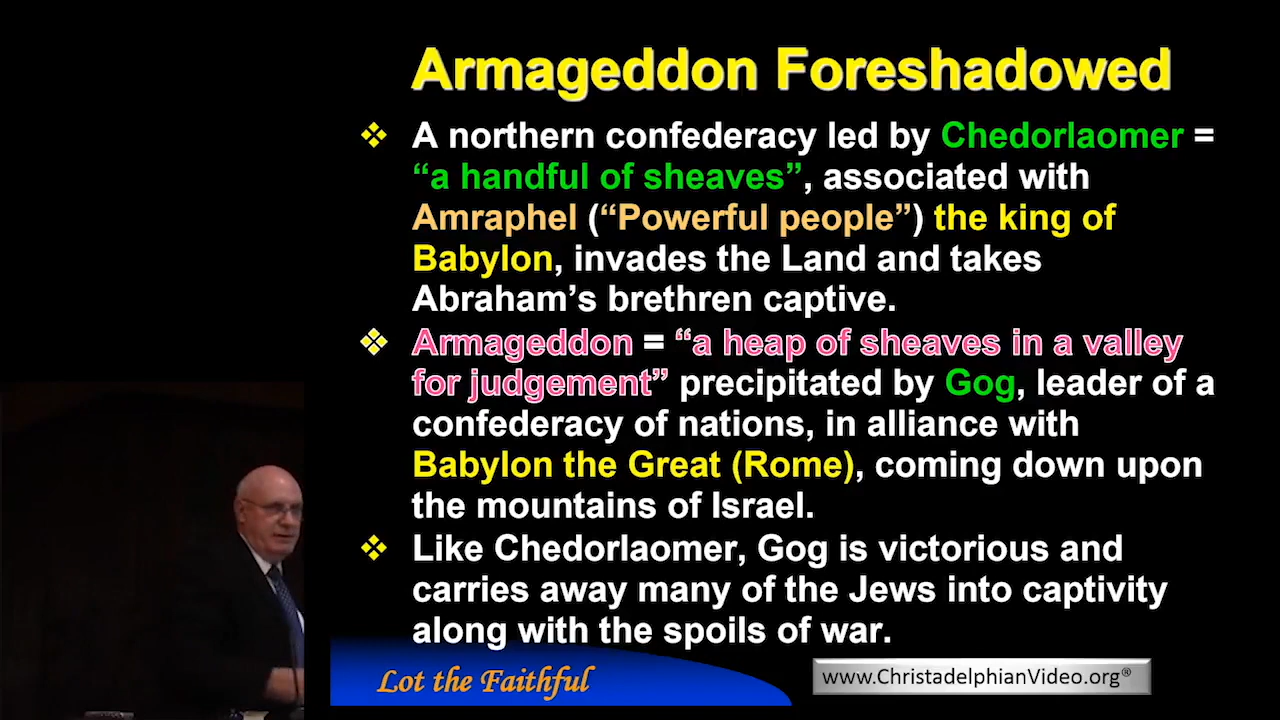 Armageddon Foreshadowed
❖ A northern confederacy led by Chedorlaomer =
“a handful of sheaves”, associated with
Amraphel (“Powerful people”) the king of
Babylon, invades the Land and takes
Abraham’s brethren captive.
❖ Armageddon = “a heap of sheaves in a valley
for judgement” precipitated by Gog, leader of a
confederacy of nations, in alliance with
Babylon the Great (Rome), coming down upon
the mountains of Israel.
❖ Like Chedorlaomer, Gog is victorious and
carries away many of the Jews into captivity
along with the spoils of war.
Lot the Faithful
www.ChristadelphianVideo.org®